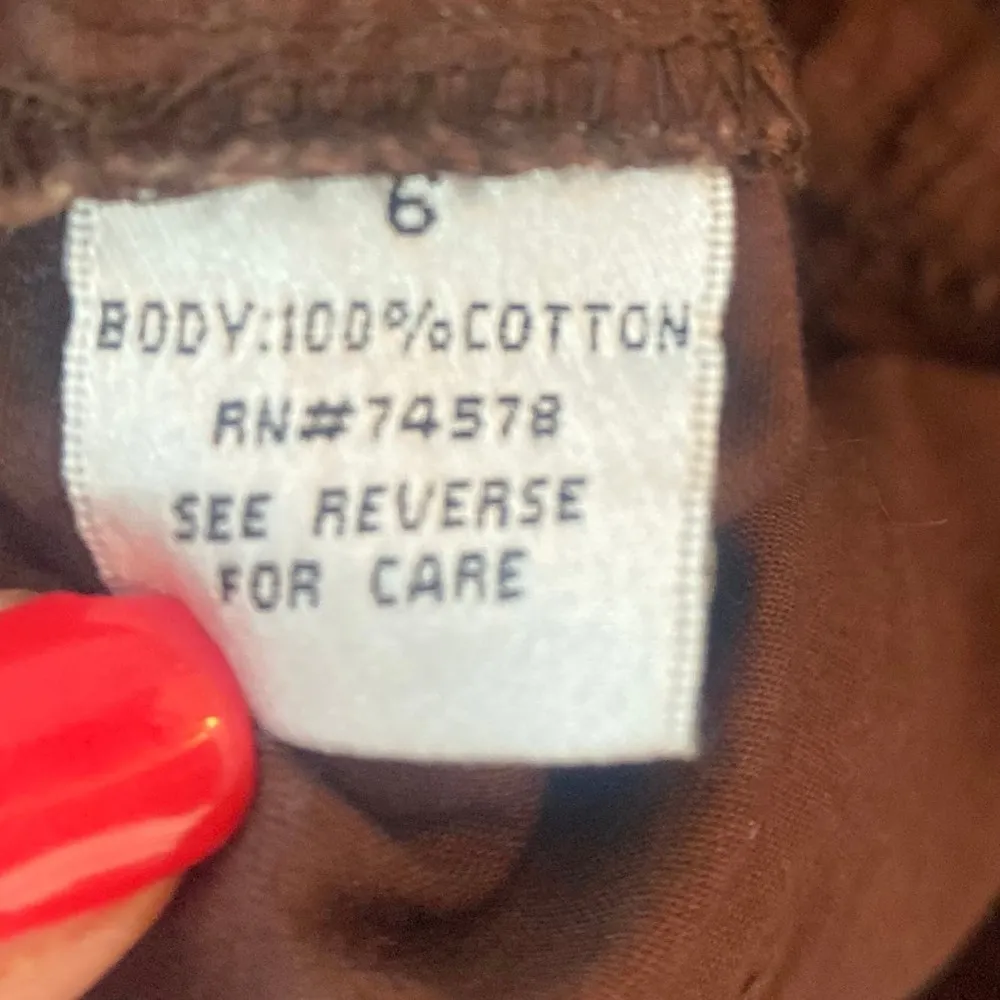 6
BODY:100%COTTON
RN#74578
SEE REVERSE
FOR CARE